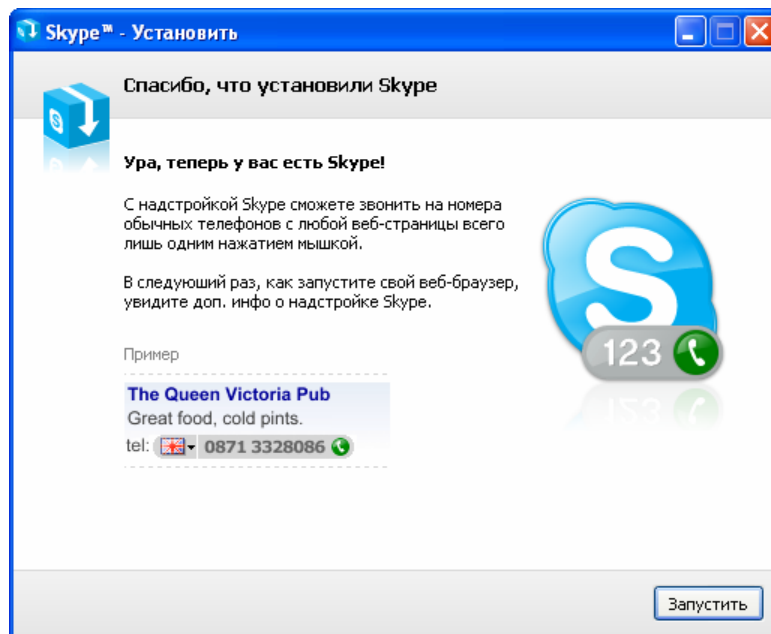 Skype™ - Установить
Спасибо, что установили Skype
Ура, теперь у вас есть Skype!
С надстройкой Skype сможете звонить на номера
обычных телефонов с любой веб-страницы всего
лишь одним нажатием мышкой.
В следующий раз, как запустите свой веб-браузер,
увидите доп. инфо о надстройке Skype.
123
Пример
The Queen Victoria Pub
Great food, cold pints.
tel: 0871 3328086
Запустить